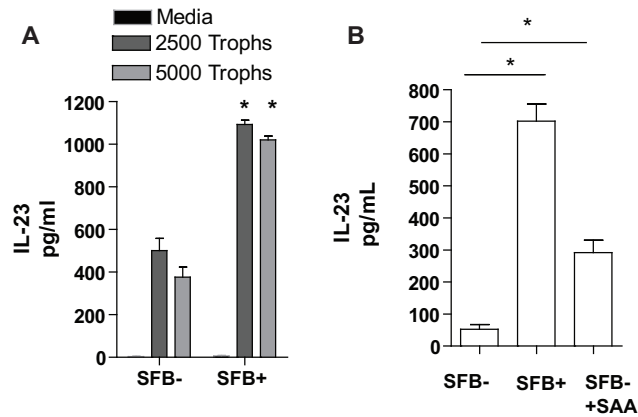 A
Media
2500 Trophs
5000 Trophs
IL-23
pg/ml
1200
1000
800
600
400
200
0
* *
SFB- SFB+
B
*
*
IL-23
pg/mL
800
700
600
500
400
300
200
100
00
SFB- SFB+ SFB-
+SAA